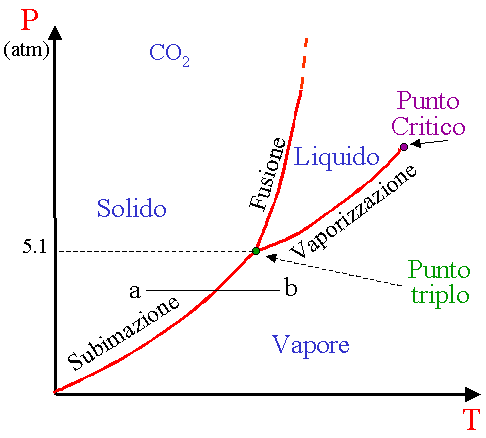 P
(atm)
CO2
Punto
Critico
Fusione
Liquido
Vaporizzazione
Solido
5.1
Punto
triplo
a
b
Subimazione
Vapore
T